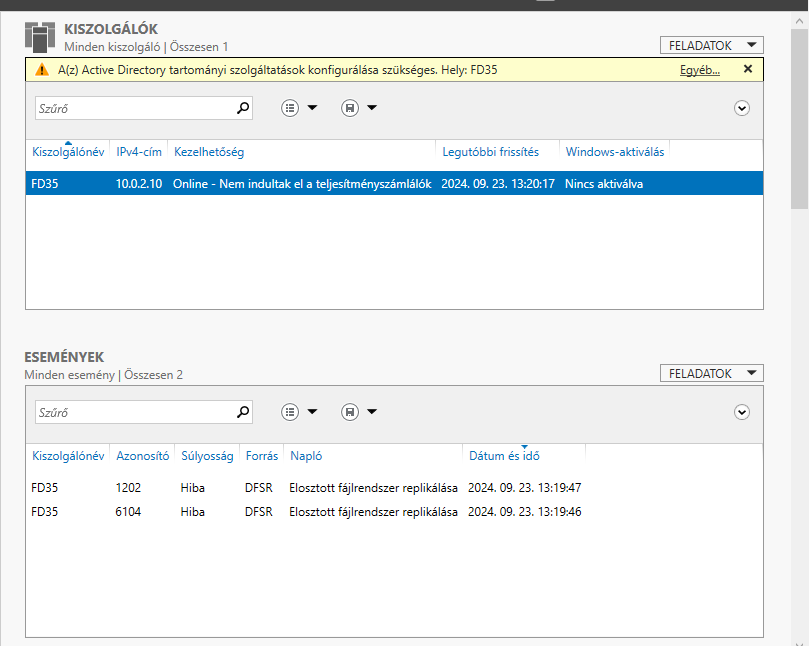 KISZOLGÁLÓK
Minden kiszolgáló | Összesen 1
FELADATOK
A(z) Active Directory tartományi szolgáltatások konfigurálása szükséges. Hely: FD35 Egyéb...
Szűrő
Kiszolgálónév IPv4-cím Kezelhetőség Legutóbbi frissítés Windows-aktiválás
FD35 10.0.2.10 Online - Nem indultak el a teljesítményszámlálók 2024. 09. 23. 13:20:17 Nincs aktiválva
ESEMÉNYEK
Minden esemény | Összesen 2
FELADATOK
Szűrő
Kiszolgálónév Azonosító Súlyosság Forrás Napló Dátum és idő
FD35 1202 Hiba DFSR Elosztott fájlrendszer replikálása 2024. 09. 23. 13:19:47
FD35 6104 Hiba DFSR Elosztott fájlrendszer replikálása 2024. 09. 23. 13:19:46